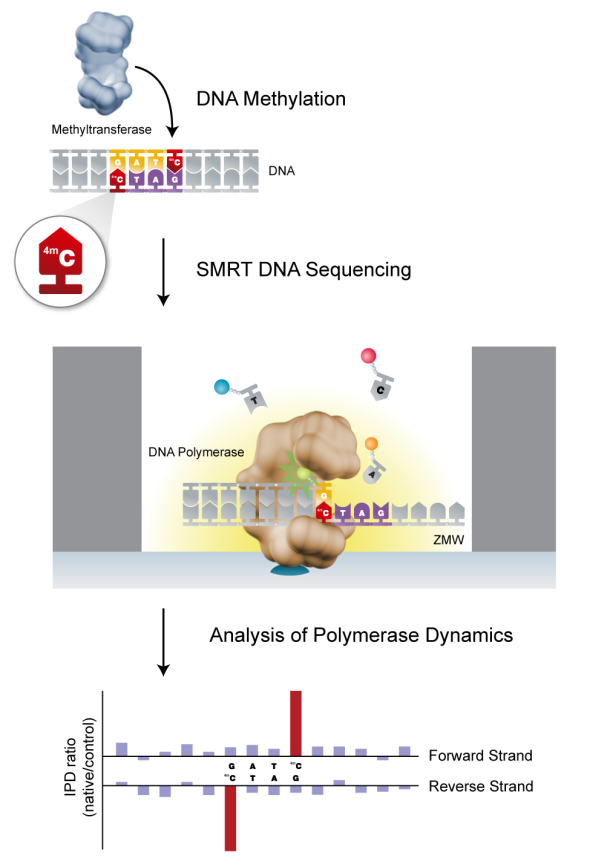 DNA Methylation
Methyltransferase
G A T 4mC
4mC T A G
DNA
4mC
SMRT DNA Sequencing
T
C
DNA Polymerase
A
G
4mC T A G
ZMW
Analysis of Polymerase Dynamics
IPD ratio
(native/control)
G A T 4mC
4mC T A G
Forward Strand
Reverse Strand